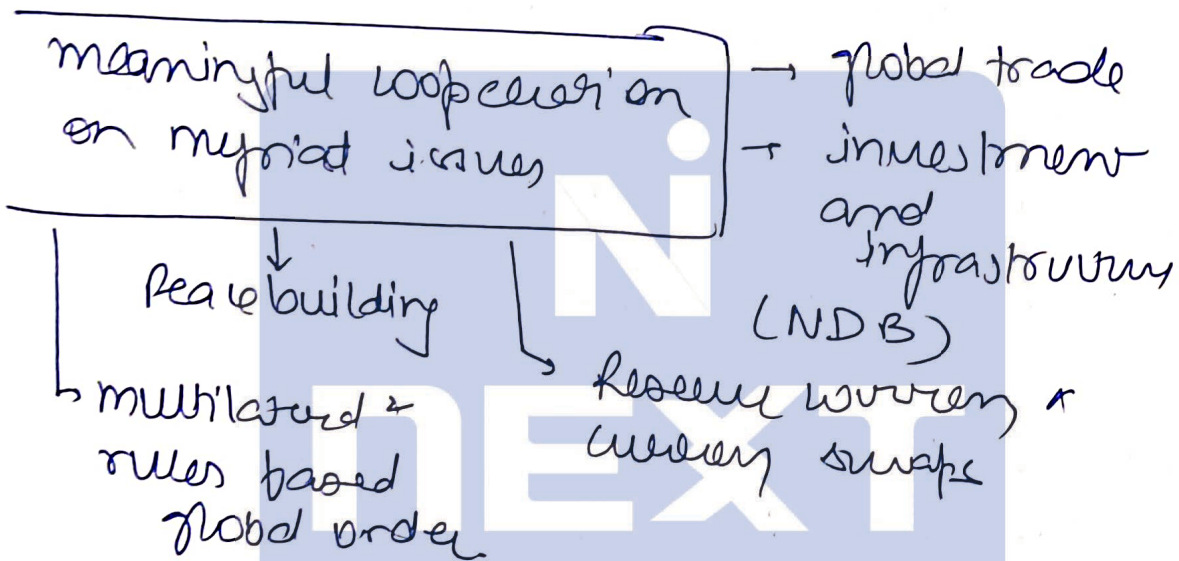 meaningful cooperation
on myriad issues
→ global trade
→ investment
and
infrastructure
(NDB)
Peacebuilding
multilateral &
rules based
global order
Reserve currency &
currency swaps
Ni
NEXT